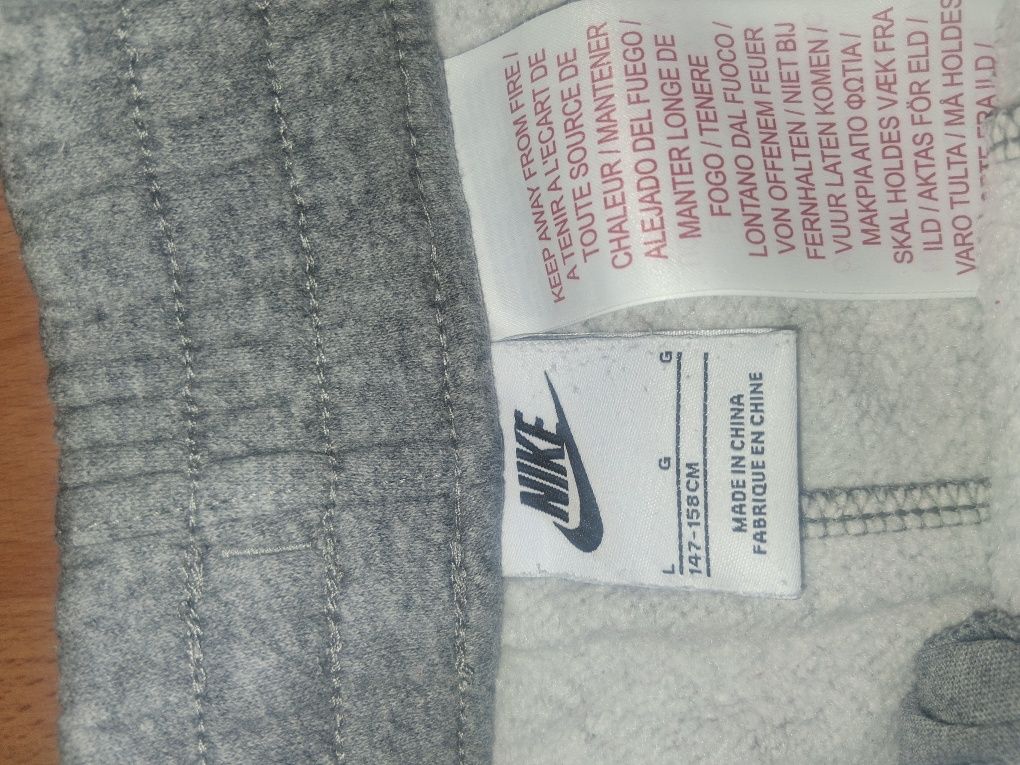 KEEP AWAY FROM FIRE /
A TENIR A L'ECART DE
TOUTE SOURCE DE
CHALEUR / MANTENER
ALEJADO DEL FUEGO /
MANTER LONGE DE
FOGO / TENERE
LONTANO DAL FUOCO /
VON OFFENEM FEUER
FERNHALTEN / NIET BIJ
VUUR LATEN KOMEN /
ΜΑΚΡΙΑ ΑΠΟ ΦΩΤΙΑ /
SKAL HOLDES VÆK FRA
ILD / AKTAS FÖR ELD /
VARO TULTA / MÅ HOLDES
FRA ILD /
NIKE
L G G
147-158CM
MADE IN CHINA
FABRIQUE EN CHINE